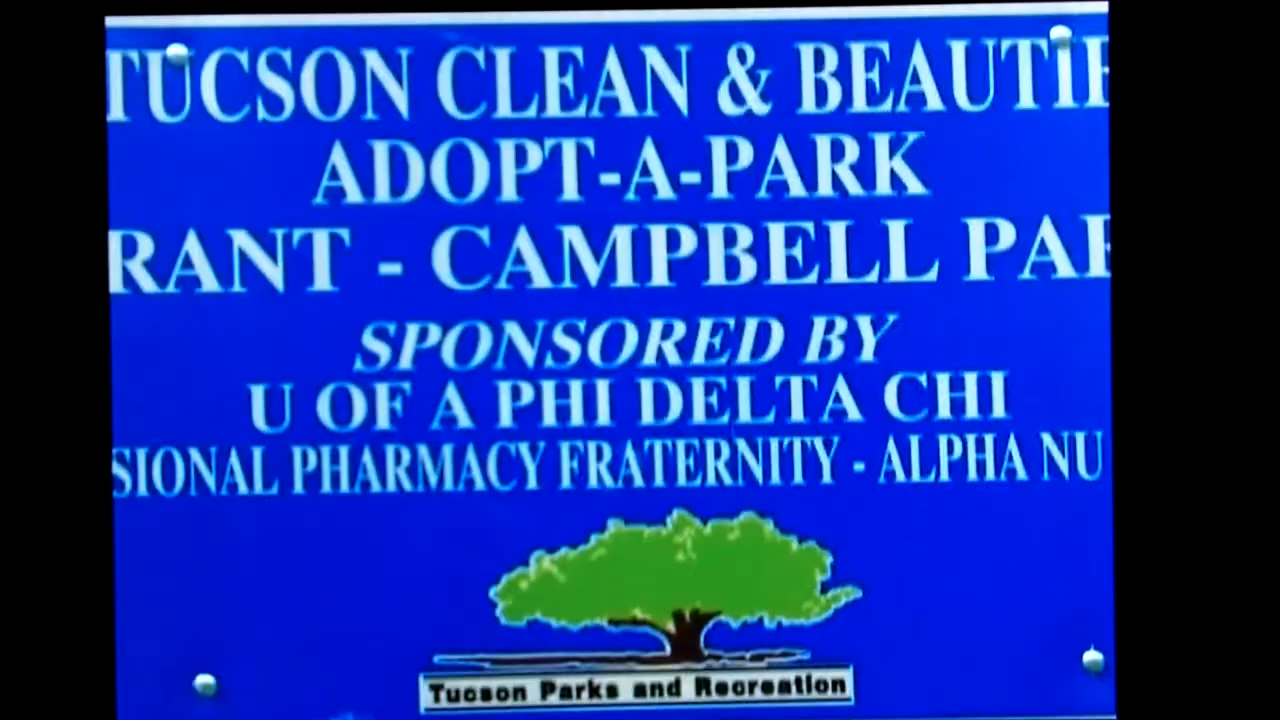 TUCSON CLEAN & BEAUTIF
ADOPT-A-PARK
RANT - CAMPBELL PAR
SPONSORED BY
U OF A PHI DELTA CHI
SIONAL PHARMACY FRATERNITY - ALPHA NU
Tucson Parks and Recreation